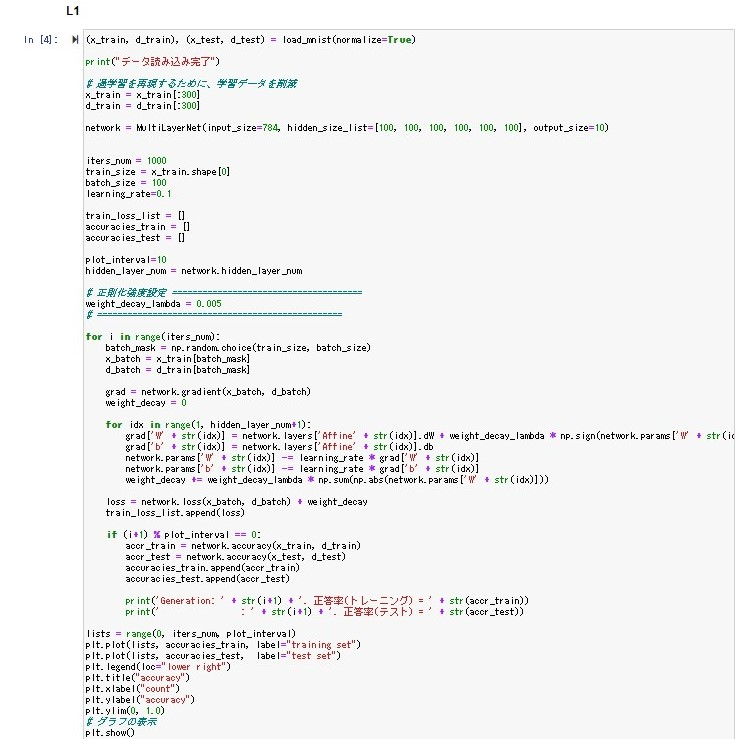 L1
In [4]:
(x_train, d_train), (x_test, d_test) = load_mnist(normalize=True)
print("データ読み込み完了")
# 過学習を再現するために、学習データを削減
x_train = x_train[:300]
d_train = d_train[:300]
network = MultiLayerNet(input_size=784, hidden_size_list=[100, 100, 100, 100, 100, 100], output_size=10)
iters_num = 1000
train_size = x_train.shape[0]
batch_size = 100
learning_rate=0.1
train_loss_list = []
accuracies_train = []
accuracies_test = []
plot_interval=10
hidden_layer_num = network.hidden_layer_num
# 正則化強度設定 ===================================
weight_decay_lambda = 0.005
# =============================================
for i in range(iters_num):
    batch_mask = np.random.choice(train_size, batch_size)
    x_batch = x_train[batch_mask]
    d_batch = d_train[batch_mask]
    grad = network.gradient(x_batch, d_batch)
    weight_decay = 0
    for idx in range(1, hidden_layer_num+1):
        grad['W' + str(idx)] = network.layers['Affine' + str(idx)].dW + weight_decay_lambda * np.sign(network.params['W' + str(i
        grad['b' + str(idx)] = network.layers['Affine' + str(idx)].db
        network.params['W' + str(idx)] -= learning_rate * grad['W' + str(idx)]
        network.params['b' + str(idx)] -= learning_rate * grad['b' + str(idx)]
        weight_decay += weight_decay_lambda * np.sum(np.abs(network.params['W' + str(idx)]))
    loss = network.loss(x_batch, d_batch) + weight_decay
    train_loss_list.append(loss)
    if (i+1) % plot_interval == 0:
        accr_train = network.accuracy(x_train, d_train)
        accr_test = network.accuracy(x_test, d_test)
        accuracies_train.append(accr_train)
        accuracies_test.append(accr_test)
        print('Generation: ' + str(i+1) + '. 正答率(トレーニング) = ' + str(accr_train))
        print('                : ' + str(i+1) + '. 正答率(テスト) = ' + str(accr_test))
lists = range(0, iters_num, plot_interval)
plt.plot(lists, accuracies_train, label="training set")
plt.plot(lists, accuracies_test,  label="test set")
plt.legend(loc="lower right")
plt.title("accuracy")
plt.xlabel("count")
plt.ylabel("accuracy")
plt.ylim(0, 1.0)
# グラフの表示
plt.show()